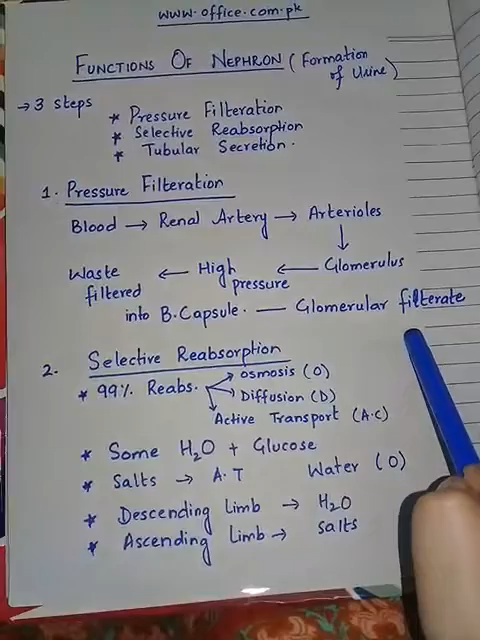 www.office.com.pk
FUNCTIONS OF NEPHRON (Formation of Urine)
→ 3 steps
* Pressure Filteration
* Selective Reabsorption
* Tubular Secretion.
1. Pressure Filteration
Blood → Renal Artery → Arterioles
↓
Waste filtered ← High pressure ← Glomerulus
into B.Capsule. — Glomerular filterate
2. Selective Reabsorption
* 99% Reabs. → osmosis (O)
→ Diffusion (D)
→ Active Transport (A.C)
* Some H₂O + Glucose
* Salts → A.T Water (O)
* Descending Limb → H₂O
* Ascending Limb → salts